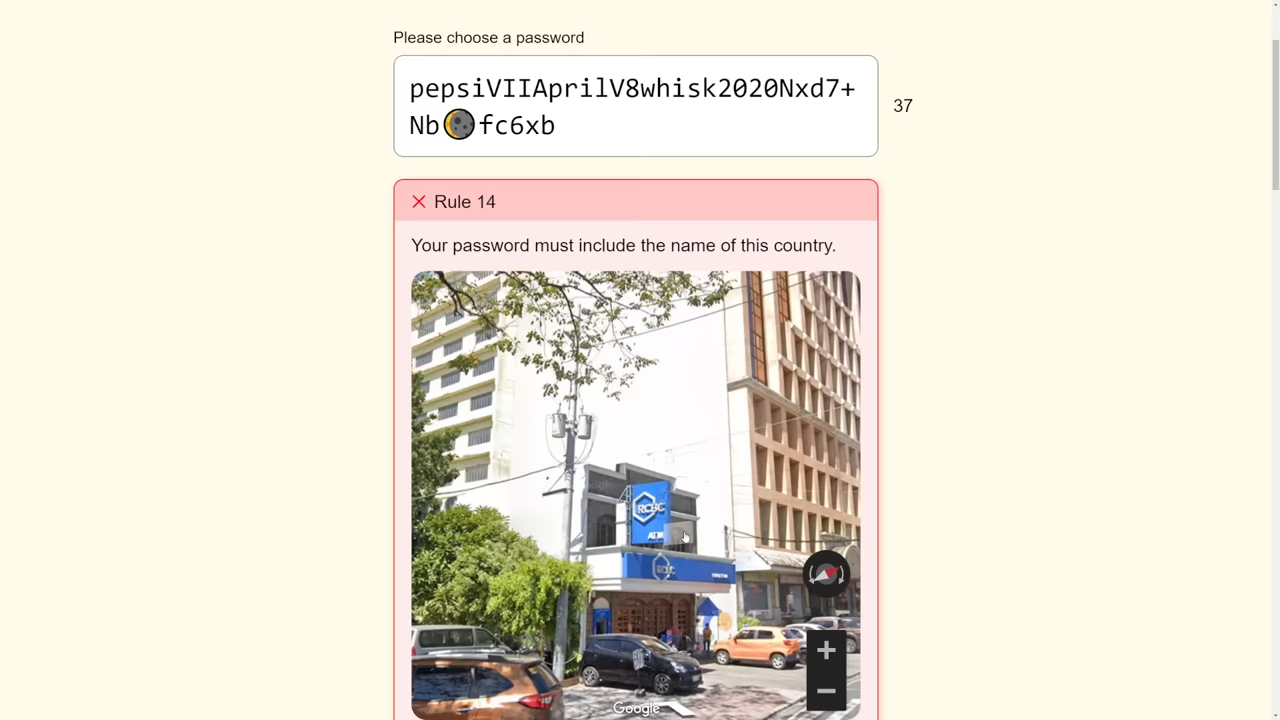 Please choose a password
pepsiVIIAprilV8whisk2020Nxd7+
Nb🌘fc6xb
37
Rule 14
Your password must include the name of this country.
RCBC
ATM
RCBC
Google